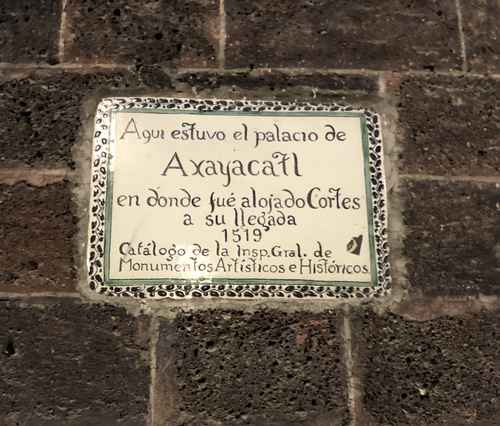 Aqui estuvo el palacio de
Axayacatl
en donde fué alojado Cortes
a su llegada
1519
Catálogo de la Insp. Gral. de
Monumentos Artisticos e Históricos